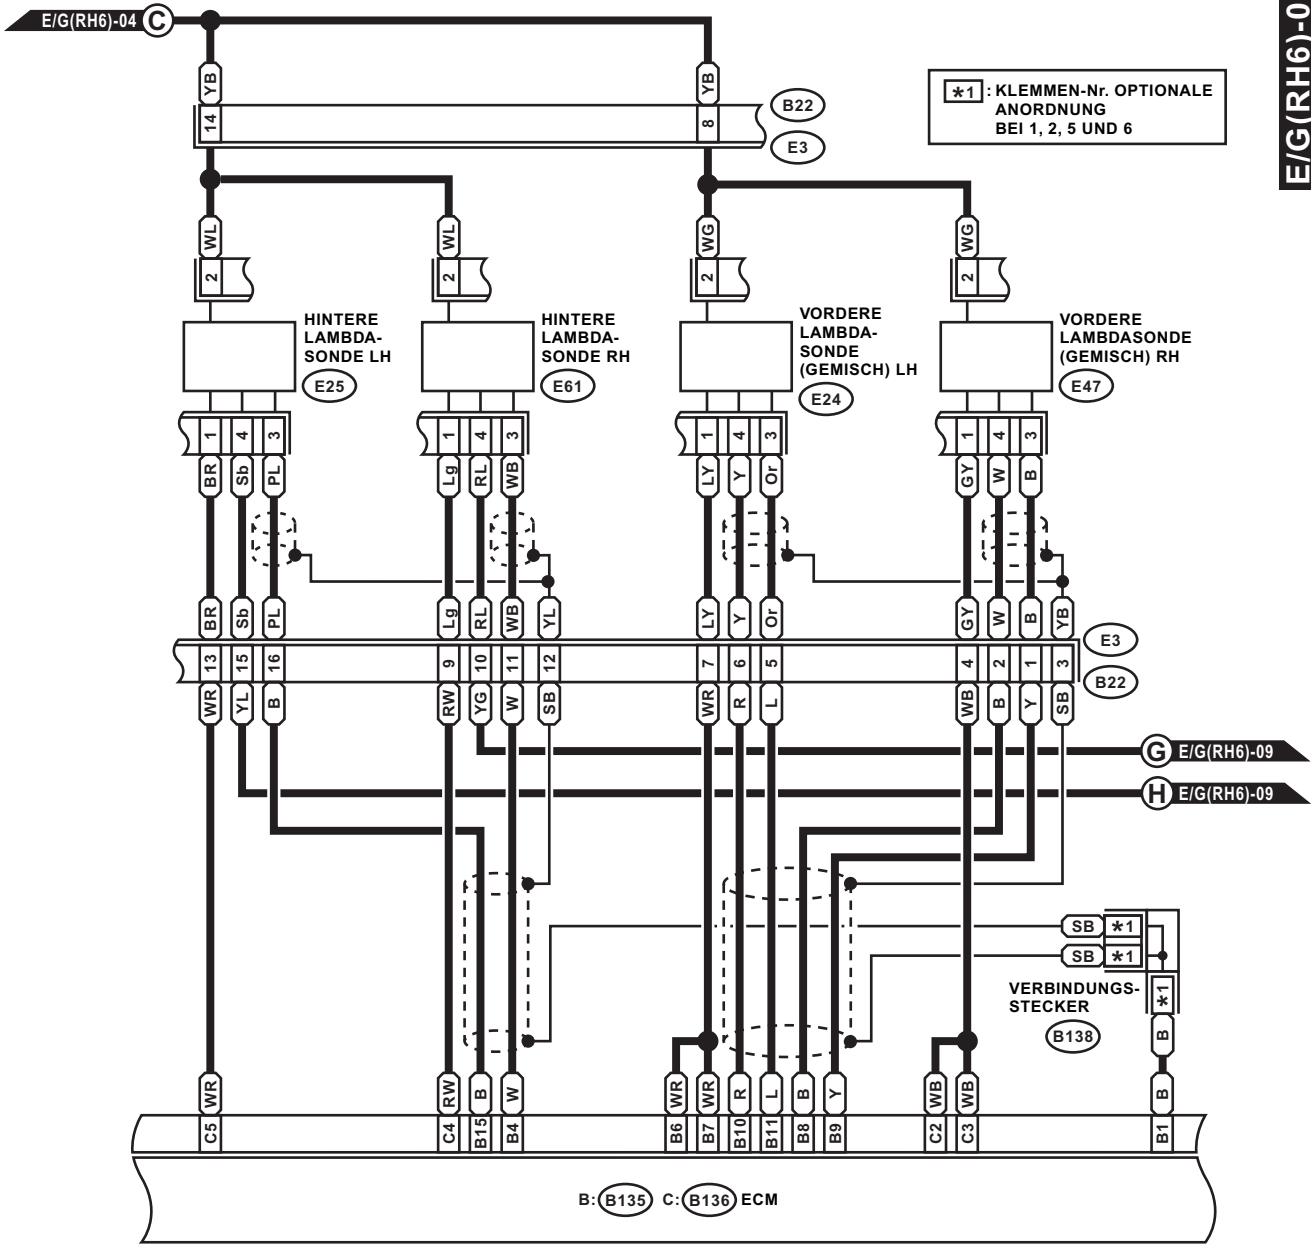 E/G(RH6)-04 C
E/G(RH6)-0
YB YB
14 8 B22
E3
*1 : KLEMMEN-Nr. OPTIONALE
ANORDNUNG
BEI 1, 2, 5 UND 6
WL WL WG WG
2 2 2 2
HINTERE
LAMBDA-
SONDE LH
E25
HINTERE
LAMBDA-
SONDE RH
E61
VORDERE
LAMBDA-
SONDE
(GEMISCH) LH
E24
VORDERE
LAMBDASONDE
(GEMISCH) RH
E47
1 4 3 1 4 3 1 4 3 1 4 3
BR Sb PL Lg RL WB LY Y Or GY W B
BR Sb PL Lg RL WB YL LY Y Or GY W B YB
E3
13 15 16 9 10 11 12 7 6 5 4 2 1 3
B22
WR YL B RW YG W SB WR R L WB B Y SB
G E/G(RH6)-09
H E/G(RH6)-09
SB *1
SB *1
VERBINDUNGS-
STECKER
B138
*1
B
WR RW B W WR WR R L B Y WB WB B
C5 C4 B15 B4 B6 B7 B10 B11 B8 B9 C2 C3 B1
B: B135 C: B136 ECM